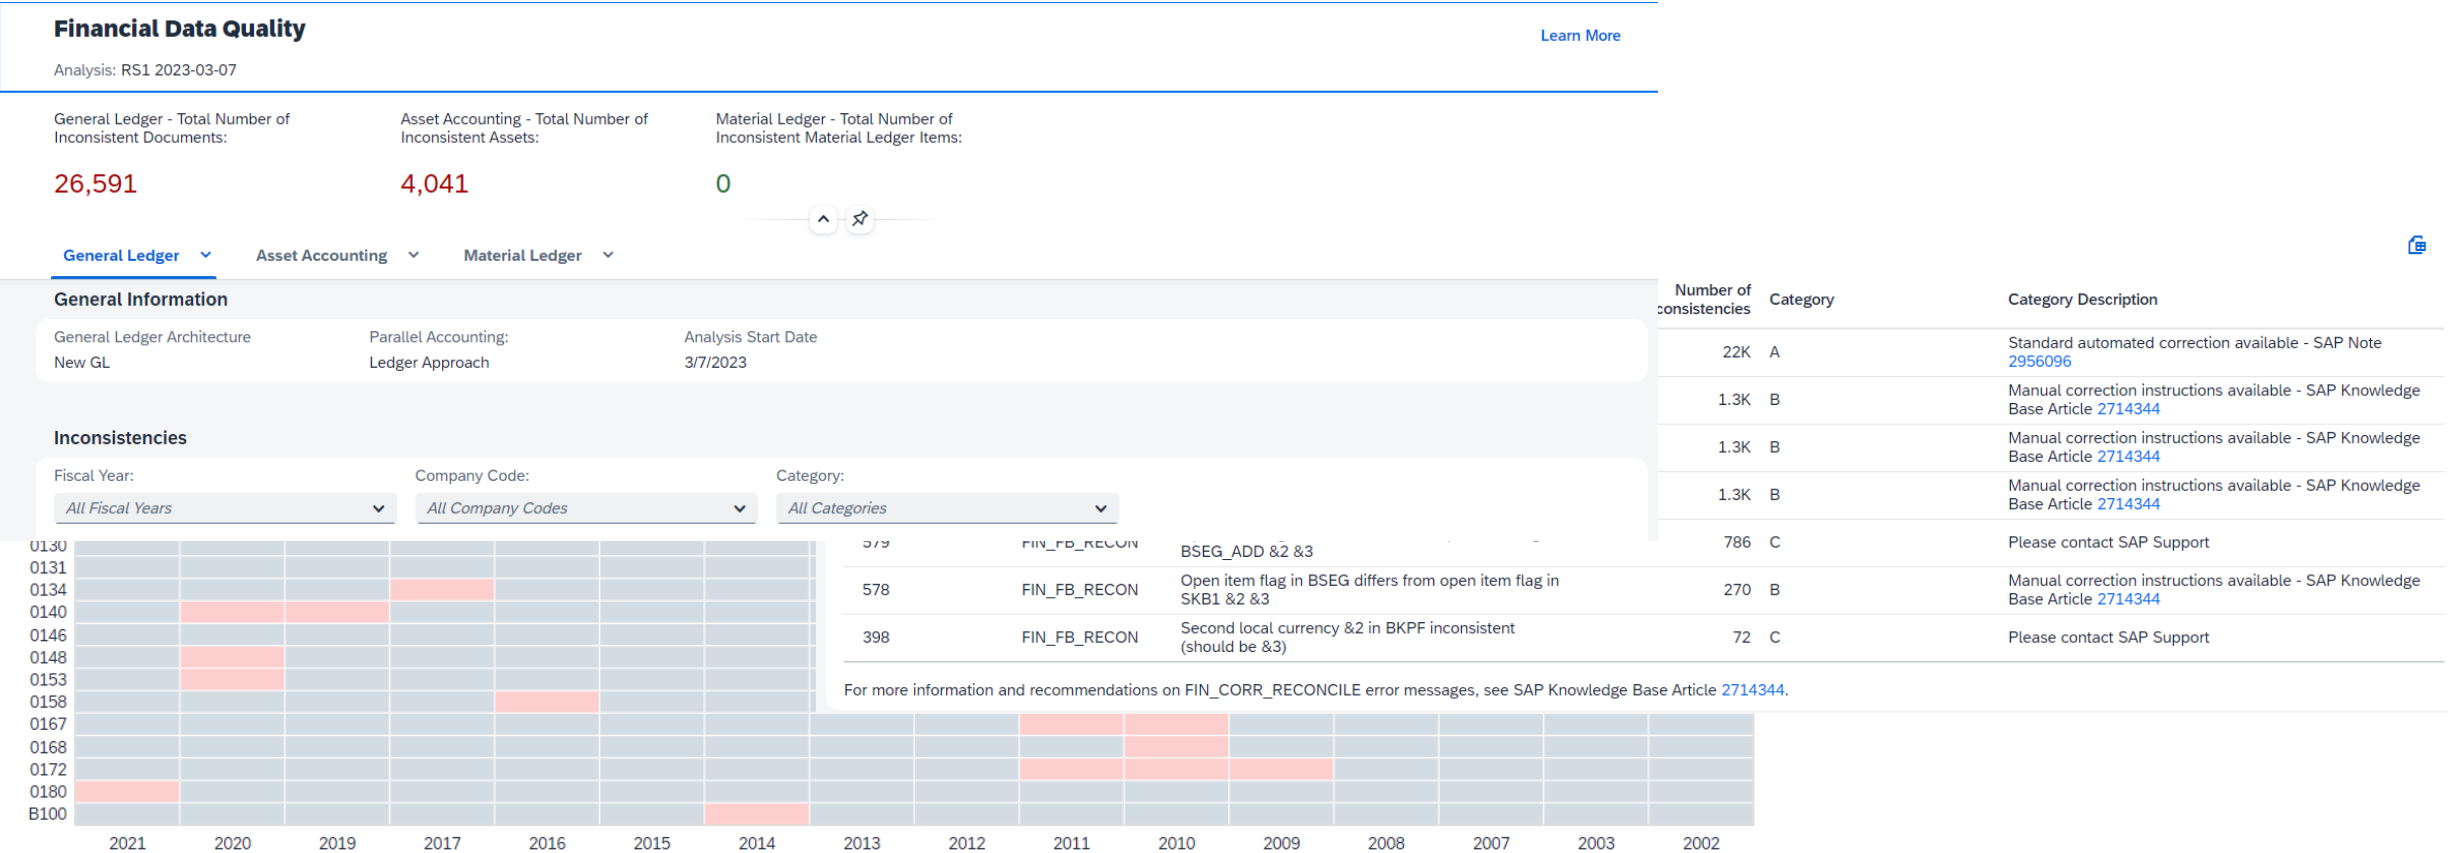 Financial Data Quality
Learn More
Analysis: RS1 2023-03-07
General Ledger - Total Number of
Inconsistent Documents:
26,591
Asset Accounting - Total Number of
Inconsistent Assets:
4,041
Material Ledger - Total Number of
Inconsistent Material Ledger Items:
0
General Ledger
Asset Accounting
Material Ledger
General Information
General Ledger Architecture
New GL
Parallel Accounting:
Ledger Approach
Analysis Start Date
3/7/2023
Inconsistencies
Fiscal Year:
All Fiscal Years
Company Code:
All Company Codes
Category:
All Categories
Number of
consistencies
Category
Category Description
22K A Standard automated correction available - SAP Note
2956096
1.3K B Manual correction instructions available - SAP Knowledge
Base Article 2714344
1.3K B Manual correction instructions available - SAP Knowledge
Base Article 2714344
1.3K B Manual correction instructions available - SAP Knowledge
Base Article 2714344
579 FIN_FB_RECON
BSEG_ADD &2 &3
786 C Please contact SAP Support
578 FIN_FB_RECON Open item flag in BSEG differs from open item flag in
SKB1 &2 &3
270 B Manual correction instructions available - SAP Knowledge
Base Article 2714344
398 FIN_FB_RECON Second local currency &2 in BKPF inconsistent
(should be &3)
72 C Please contact SAP Support
For more information and recommendations on FIN_CORR_RECONCILE error messages, see SAP Knowledge Base Article 2714344.
0130
0131
0134
0140
0146
0148
0153
0158
0167
0168
0172
0180
B100
2021 2020 2019 2017 2016 2015 2014 2013 2012 2011 2010 2009 2008 2007 2003 2002